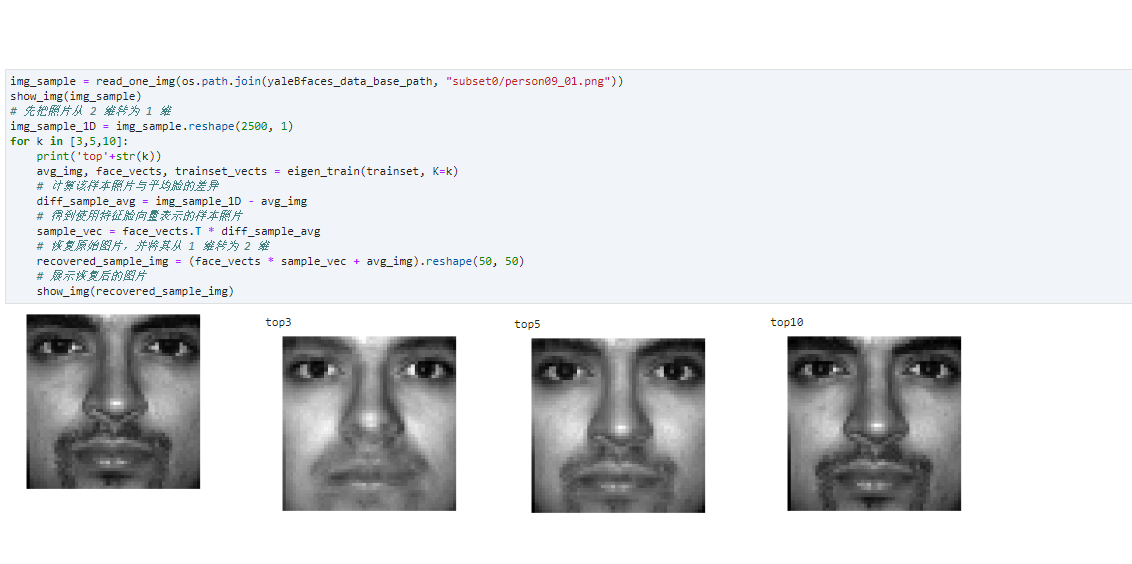 img_sample = read_one_img(os.path.join(yaleBfaces_data_base_path, "subset0/person09_01.png"))
show_img(img_sample)
# 先把照片从 2 维转为 1 维
img_sample_1D = img_sample.reshape(2500, 1)
for k in [3,5,10]:
    print('top'+str(k))
    avg_img, face_vects, trainset_vects = eigen_train(trainset, K=k)
    # 计算该样本照片与平均脸的差异
    diff_sample_avg = img_sample_1D - avg_img
    # 得到使用特征脸向量表示的样本照片
    sample_vec = face_vects.T * diff_sample_avg
    # 恢复原始图片，并将其从 1 维转为 2 维
    recovered_sample_img = (face_vects * sample_vec + avg_img).reshape(50, 50)
    # 展示恢复后的图片
    show_img(recovered_sample_img)
top3
top5
top10